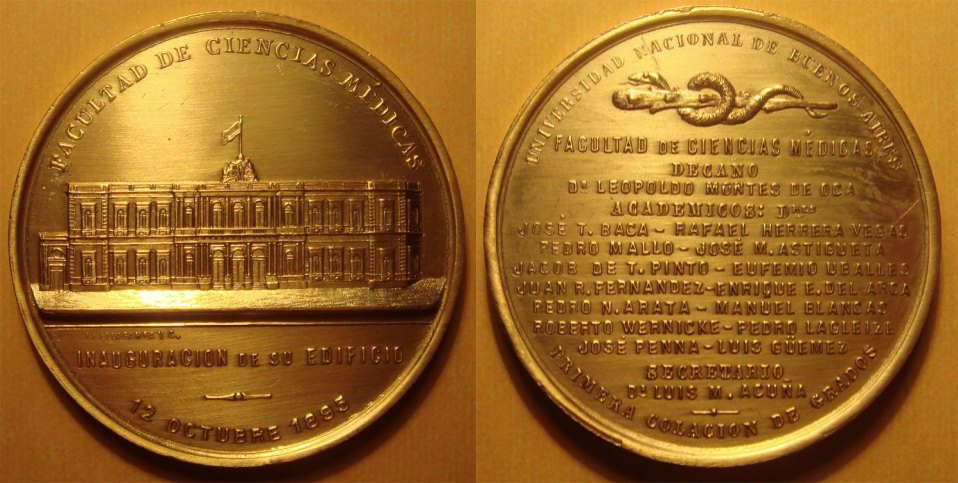 FACULTAD DE CIENCIAS MÉDICAS
INAUGURACION DE SU EDIFICIO
12 OCTUBRE 1895
UNIVERSIDAD NACIONAL DE BUENOS AIRES
FACULTAD DE CIENCIAS MÉDICAS
DECANO
Dr LEOPOLDO MONTES DE OCA
ACADEMICOS: Dres
JOSÉ T. BACA - RAFAEL HERRERA VEGAS
PEDRO MALLO - JOSÉ M. ASTIGUETA
JACOB DE T. PINTO - EUFEMIO UBALLES
JUAN R. FERNANDEZ - ENRIQUE E. DEL ARCA
PEDRO N. ARATA - MANUEL BLANCAS
ROBERTO WERNICKE - PEDRO LAGLEIZE
JOSÉ PENNA - LUIS GÜEMEZ
SECRETARIO
Dr LUIS M. ACUÑA
PRIMERA COLACION DE GRADOS